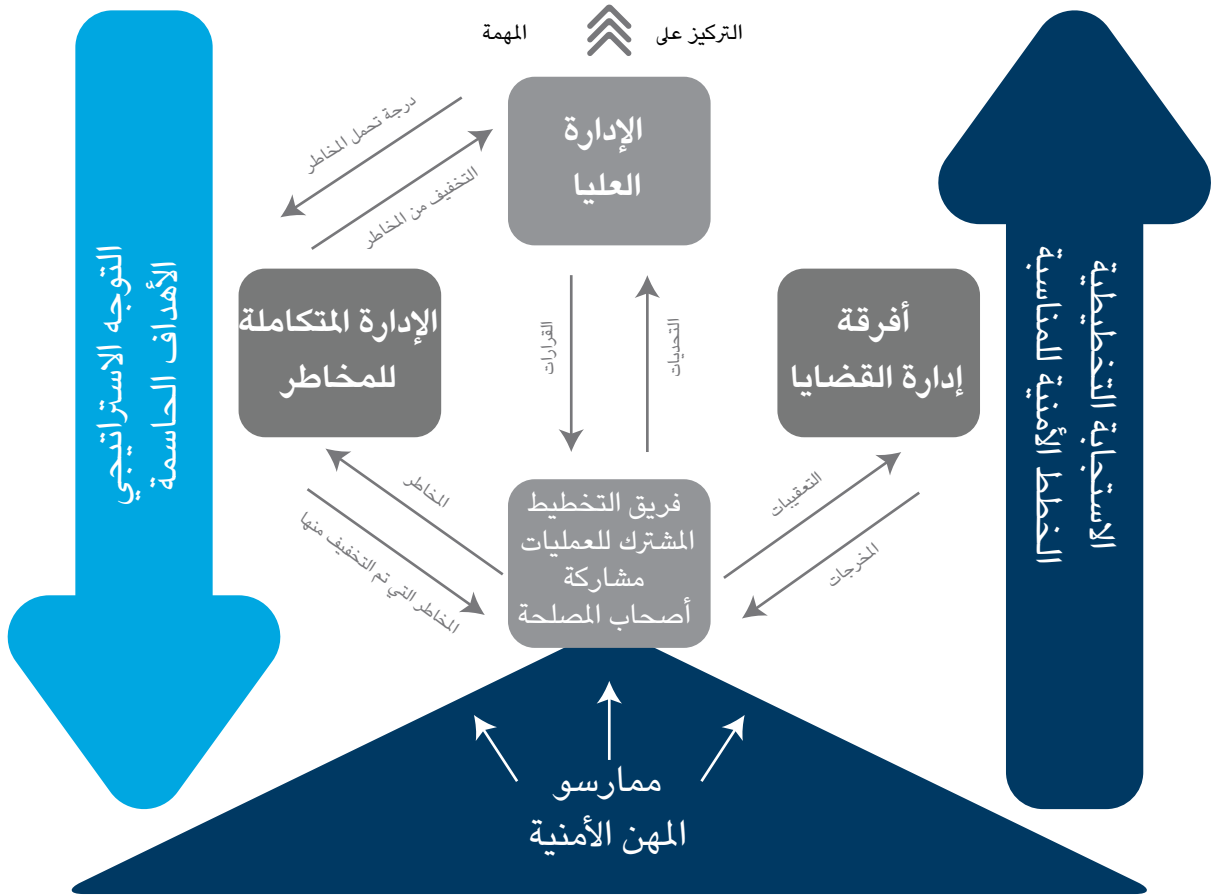 التركيز على المهمة
الإدارة
العليا
درجة تحمل المخاطر
التخفيف من المخاطر
أفرقة
إدارة القضايا
الإدارة المتكاملة
للمخاطر
القرارات
التحديات
الاستجابة التخطيطية
الخطط الأمنية للمناسبة
التوجه الاستراتيجي
الأهداف الحاسمة
التعقيبات
المخرجات
المخاطر
المخاطر التي تم التخفيف منها
فريق التخطيط
المشترك للعمليات
مشاركة
أصحاب المصلحة
ممارسو
المهن الأمنية